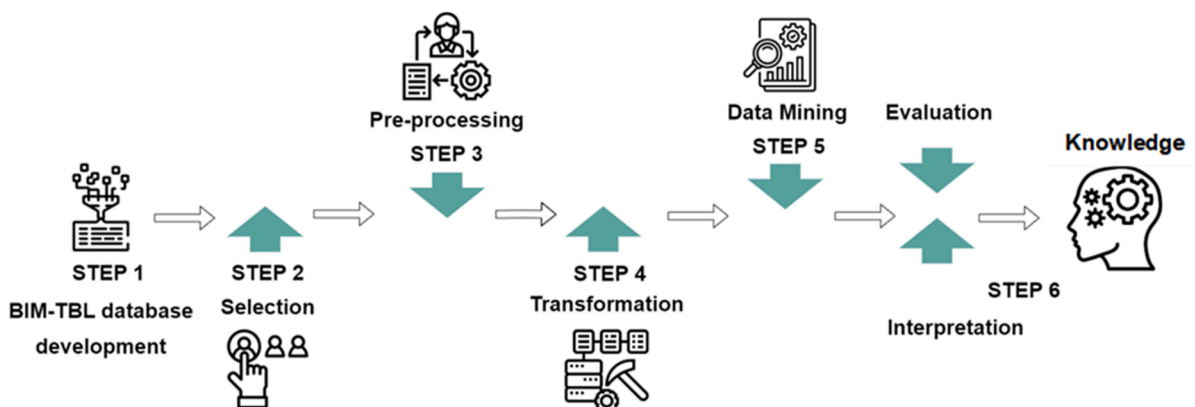 STEP 1
BIM-TBL database
development
STEP 2
Selection
Pre-processing
STEP 3
STEP 4
Transformation
Data Mining
STEP 5
Evaluation
STEP 6
Interpretation
Knowledge